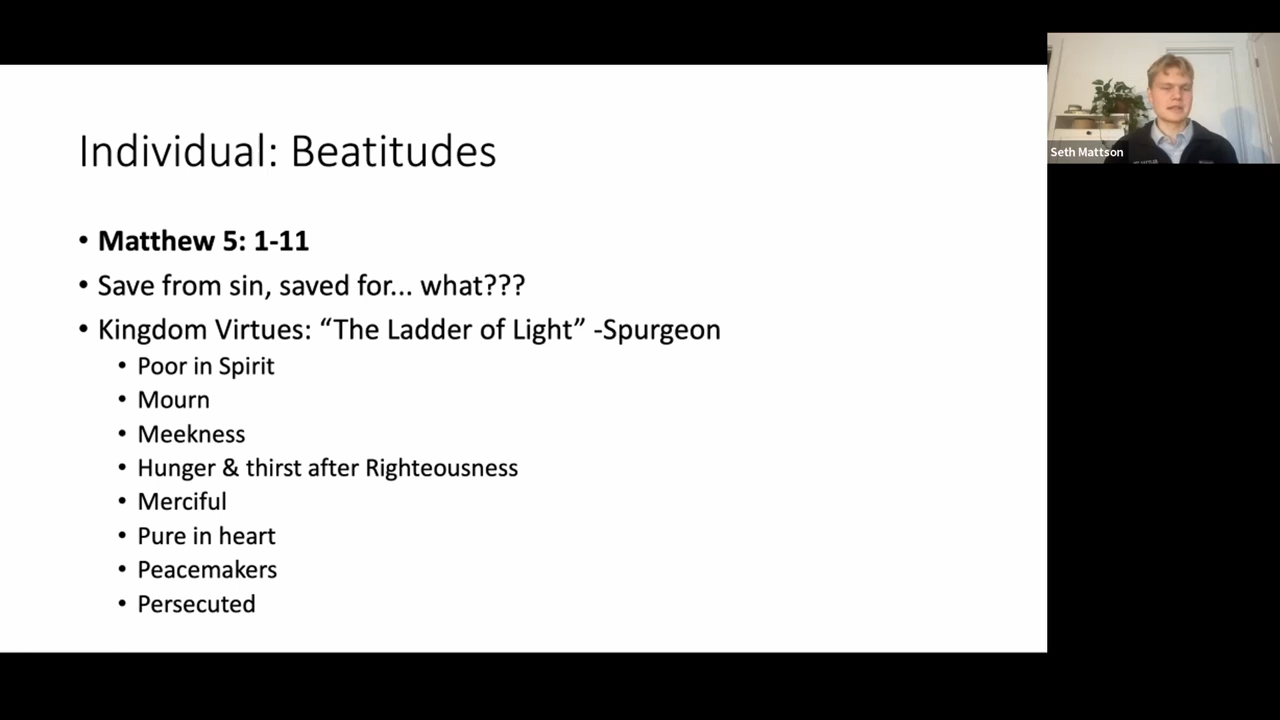 Individual: Beatitudes
• Matthew 5: 1-11
• Save from sin, saved for... what???
• Kingdom Virtues: “The Ladder of Light” -Spurgeon
• Poor in Spirit
• Mourn
• Meekness
• Hunger & thirst after Righteousness
• Merciful
• Pure in heart
• Peacemakers
• Persecuted
Seth Mattson